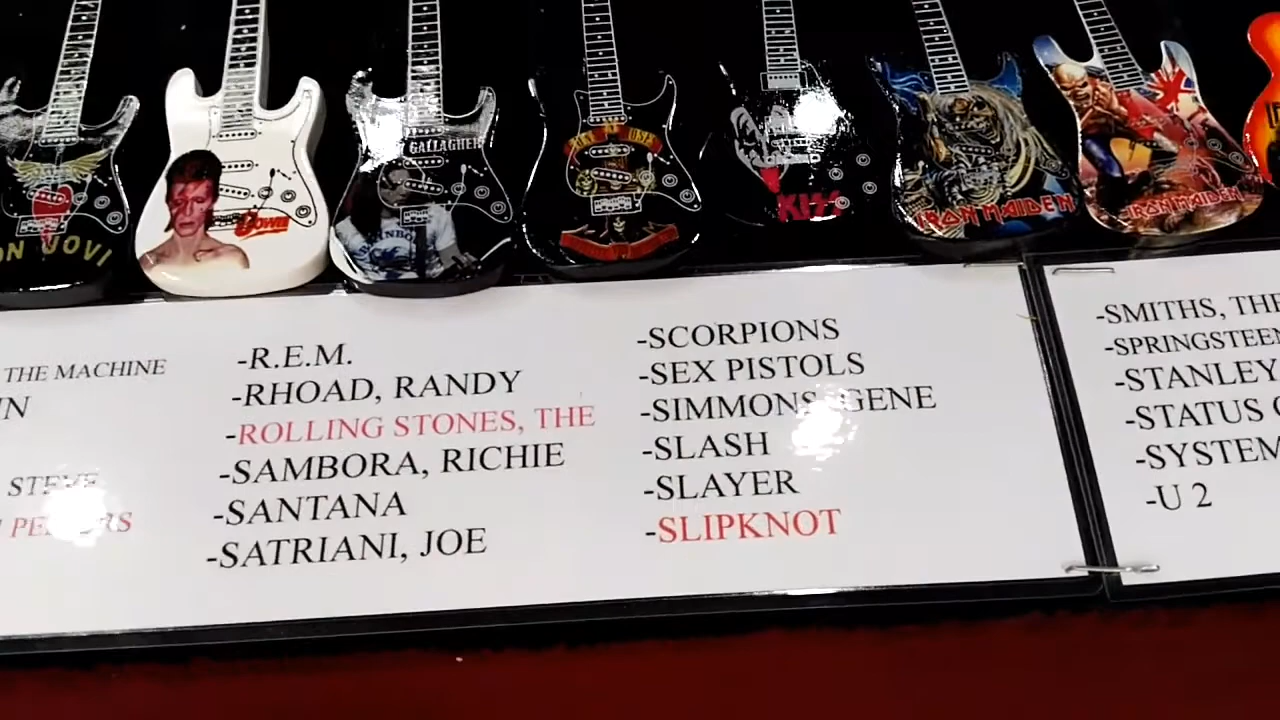 ON JOVI
Bowie
GALLAGHER
KISS
IRON MAIDEN
IRON MAIDEN
THE MACHINE
STEVE
-R.E.M.
-RHOAD, RANDY
-ROLLING STONES, THE
-SAMBORA, RICHIE
-SANTANA
-SATRIANI, JOE
-SCORPIONS
-SEX PISTOLS
-SIMMONS, GENE
-SLASH
-SLAYER
-SLIPKNOT
-SMITHS, THE
-SPRINGSTEEN
-STANLEY
-STATUS
-SYSTEM
-U 2